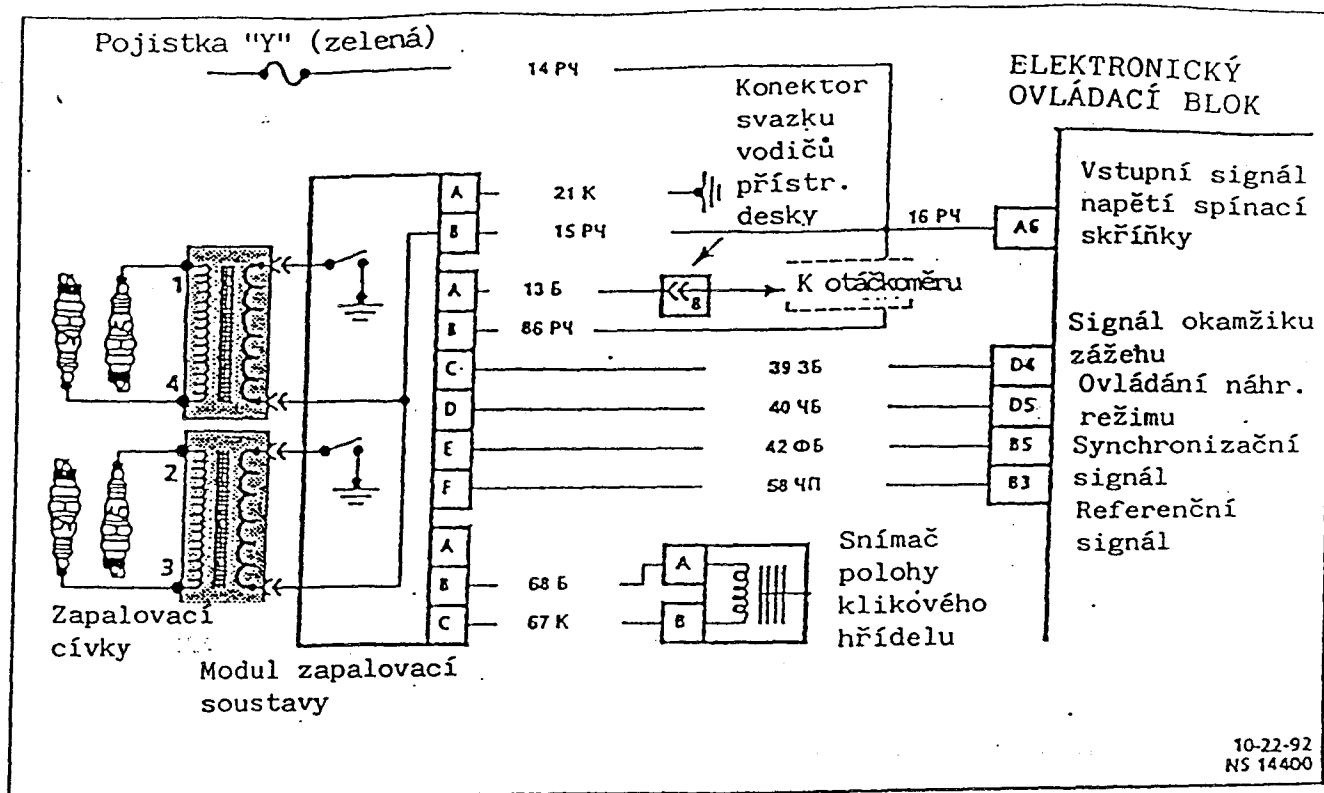 Pojistka "Y" (zelená)
14 РЧ
Konektor
svazku
vodičů
přístr.
desky
ELEKTRONICKÝ
OVLÁDACÍ BLOK
A
21 К
B
15 РЧ
16 РЧ
A6
Vstupní signál
napětí spínací
skříňky
1
4
A
13 Б
8
K otáčkoměru
B
86 РЧ
C
39 ЗБ
D4
Signál okamžiku
zážehu
D
40 ЧБ
D5
Ovládání náhr.
režimu
2
3
E
42 ФБ
B5
Synchronizační
signál
F
58 ЧП
B3
Referenční
signál
A
B
68 Б
A
C
67 К
B
Snímač
polohy
klikového
hřídelu
Zapalovací
cívky
Modul zapalovací
soustavy
10-22-92
NS 14400